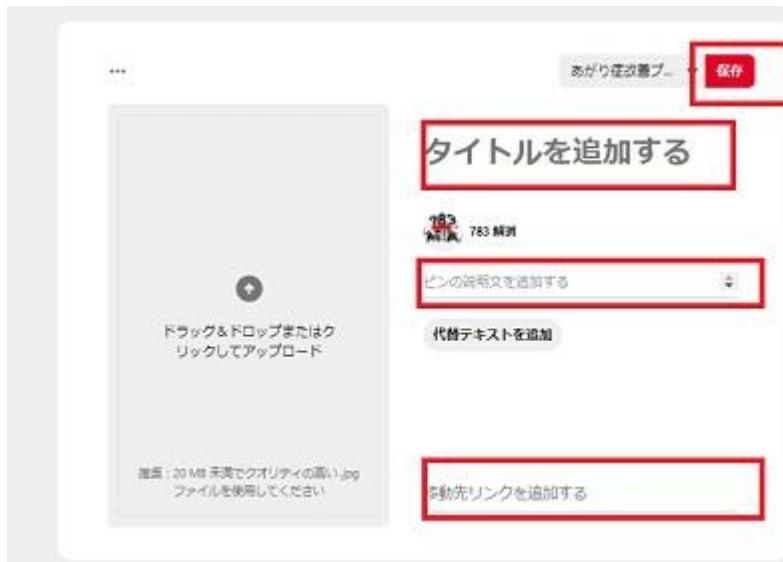 ...
あがり症改善プ...
保存
タイトルを追加する
783 解消
ピンの説明文を追加する
ドラッグ＆ドロップまたはク
リックしてアップロード
代替テキストを追加
推奨：20 MB 未満でクオリティの高い .jpg
ファイルを使用してください
動先リンクを追加する